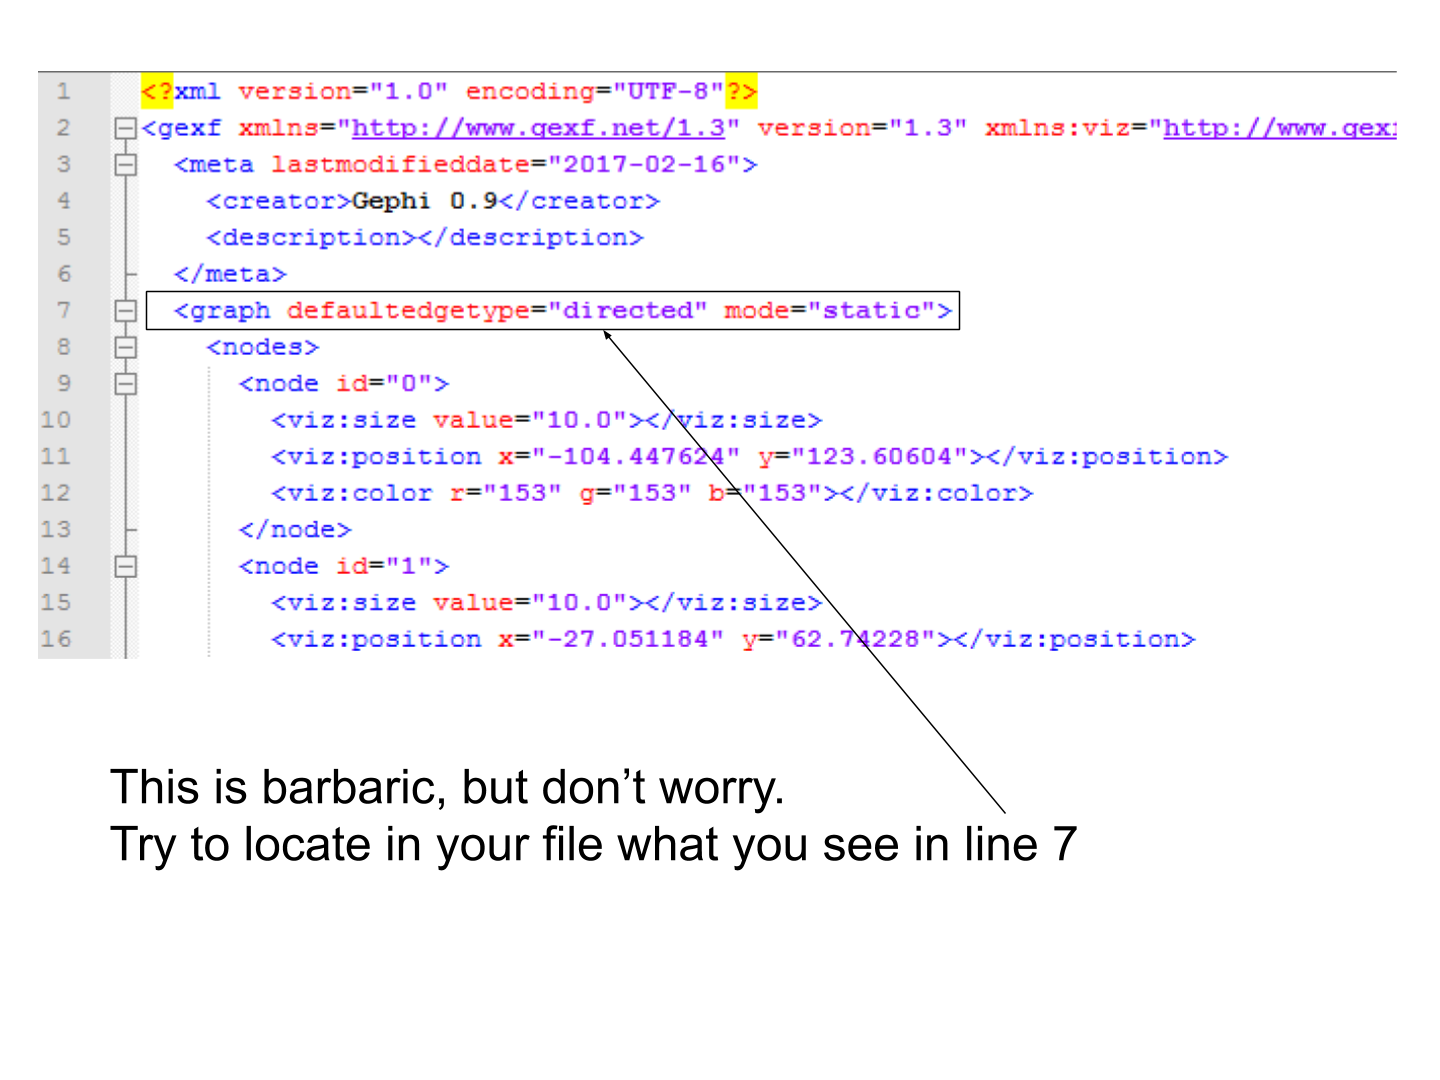 1 <?xml version="1.0" encoding="UTF-8"?>
2 <gexf xmlns="http://www.gexf.net/1.3" version="1.3" xmlns:viz="http://www.gex
3 <meta lastmodifieddate="2017-02-16">
4 <creator>Gephi 0.9</creator>
5 <description></description>
6 </meta>
7 <graph defaultedgetype="directed" mode="static">
8 <nodes>
9 <node id="0">
10 <viz:size value="10.0"></viz:size>
11 <viz:position x="-104.447624" y="123.60604"></viz:position>
12 <viz:color r="153" g="153" b="153"></viz:color>
13 </node>
14 <node id="1">
15 <viz:size value="10.0"></viz:size>
16 <viz:position x="-27.051184" y="62.74228"></viz:position>
This is barbaric, but don’t worry.
Try to locate in your file what you see in line 7